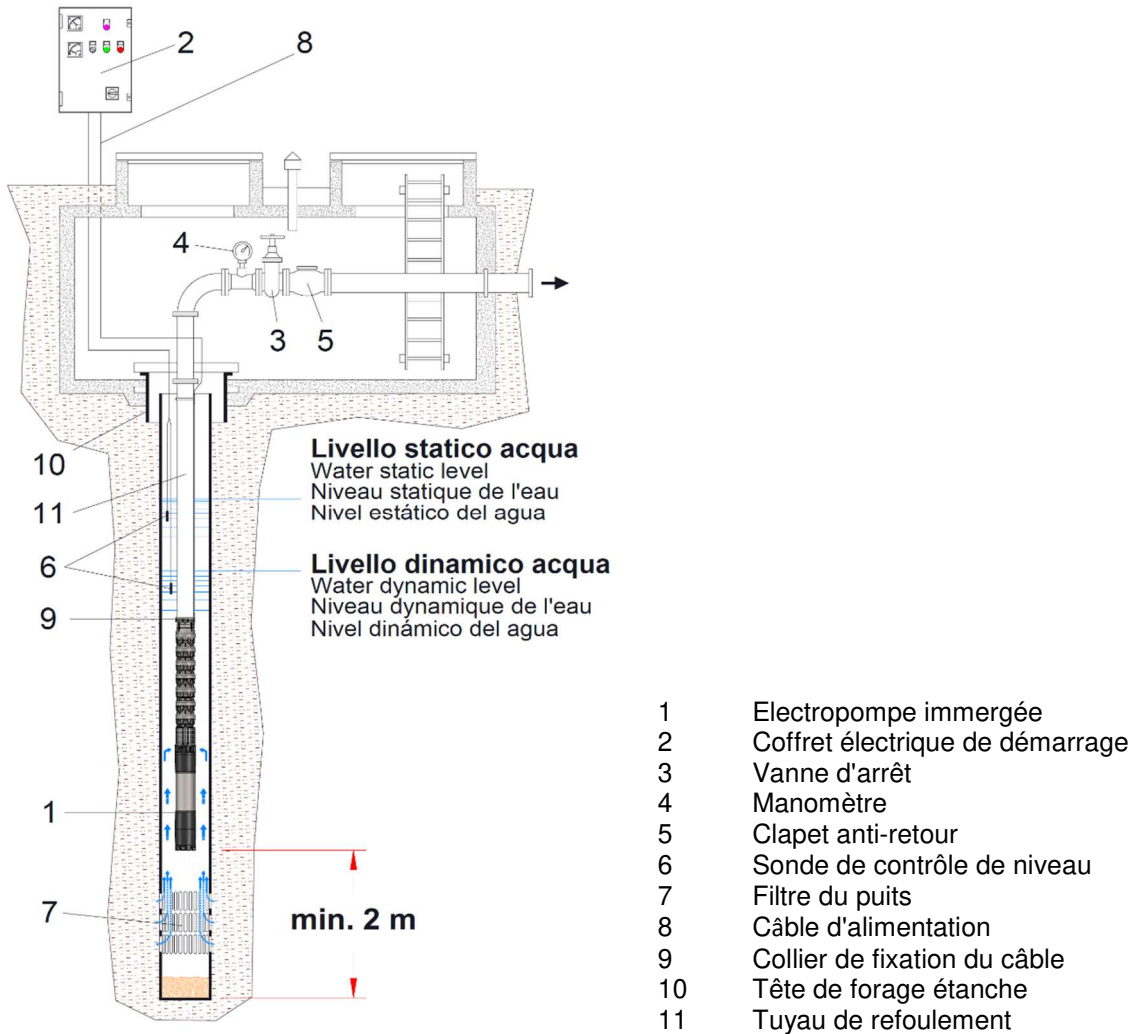 2
8
4
3
5
10
Livello statico acqua
Water static level
Niveau statique de l'eau
Nivel estático del agua
11
6
Livello dinamico acqua
Water dynamic level
Niveau dynamique de l'eau
Nivel dinámico del agua
9
1
7
min. 2 m
1 Electropompe immergée
2 Coffret électrique de démarrage
3 Vanne d'arrêt
4 Manomètre
5 Clapet anti-retour
6 Sonde de contrôle de niveau
7 Filtre du puits
8 Câble d'alimentation
9 Collier de fixation du câble
10 Tête de forage étanche
11 Tuyau de refoulement